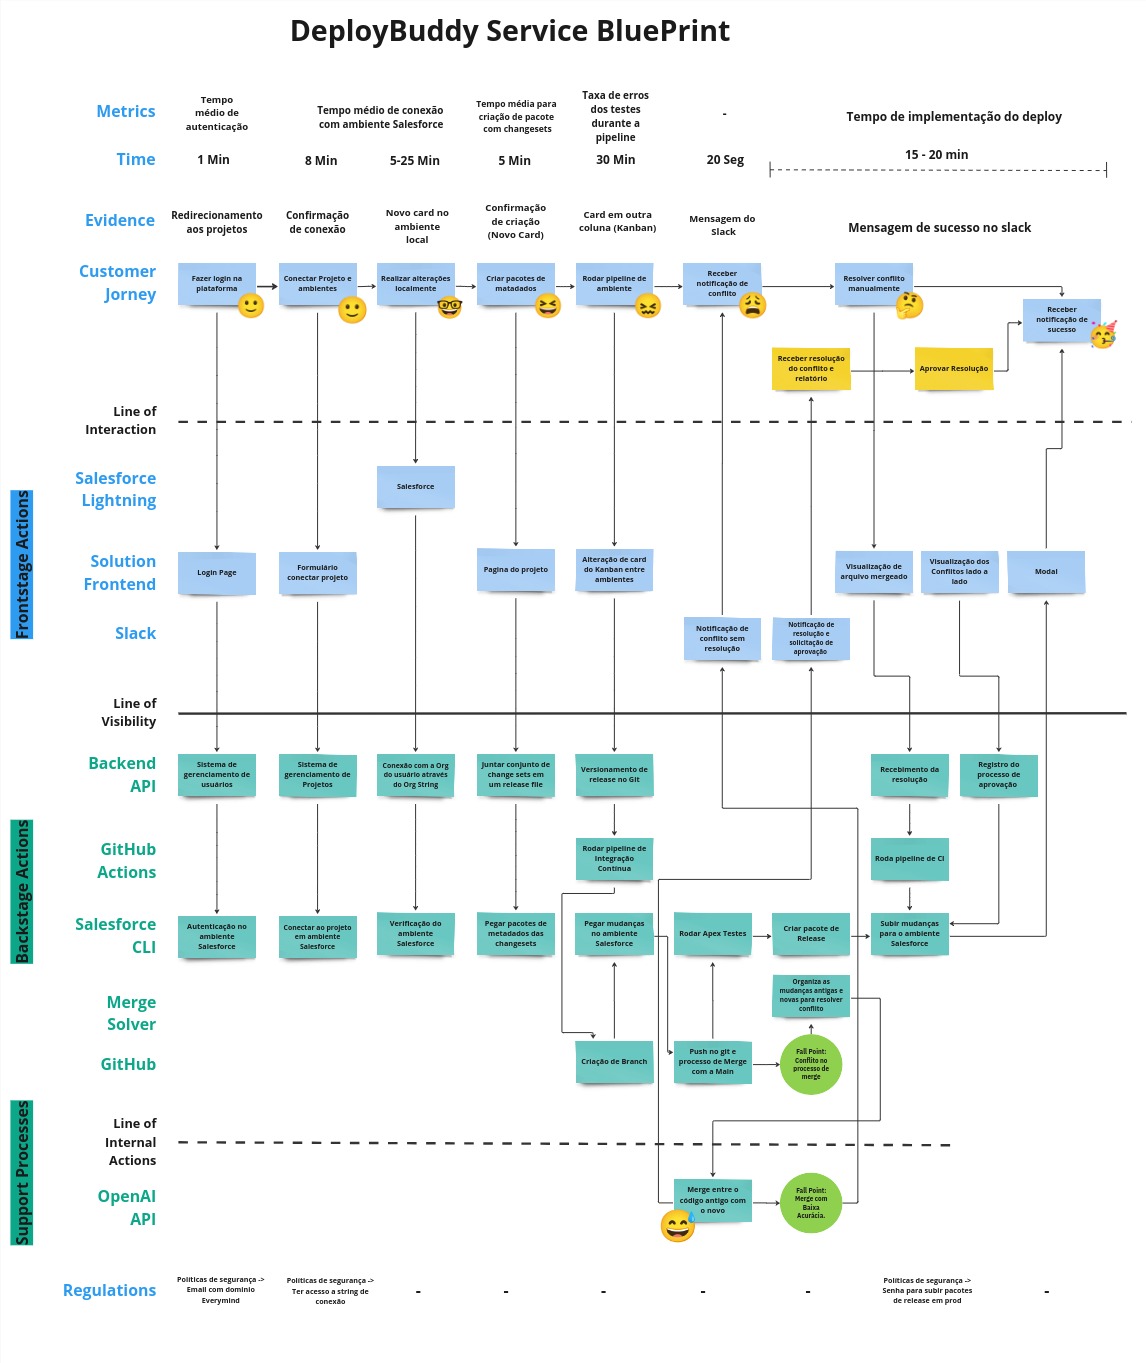 DeployBuddy Service BluePrint
Metrics
Tempo
médio de
autenticação
Tempo médio de conexão
com ambiente Salesforce
Tempo média para
criação de pacote
com changesets
Taxa de erros
dos testes
durante a
pipeline
-
Tempo de implementação do deploy
Time
1 Min
8 Min
5-25 Min
5 Min
30 Min
20 Seg
15 - 20 min
Evidence
Redirecionamento
aos projetos
Confirmação
de conexão
Novo card no
ambiente
local
Confirmação
de criação
(Novo Card)
Card em outra
coluna (Kanban)
Mensagem do
Slack
Mensagem de sucesso no slack
Customer
Jorney
Fazer login na
plataforma
Conectar Projeto e
ambientes
Realizar alterações
localmente
Criar pacotes de
matadados
Rodar pipeline de
ambiente
Receber
notificação de
conflito
Resolver conflito
manualmente
Receber
notificação de
sucesso
Receber resolução
do conflito e
relatório
Aprovar Resolução
Line of
Interaction
Frontstage Actions
Salesforce
Lightning
Salesforce
Solution
Frontend
Login Page
Formulário
conectar projeto
Pagina do projeto
Alteração de card
do Kanban entre
ambientes
Visualização de
arquivo mergeado
Visualização dos
Conflitos lado a
lado
Modal
Slack
Notificação de
conflito sem
resolução
Notificação de
resolução e
solicitação de
aprovação
Line of
Visibility
Backstage Actions
Backend
API
Sistema de
gerenciamento de
usuários
Sistema de
gerenciamento de
Projetos
Conexão com a Org
do usuário através
do Org String
Juntar conjunto de
change sets em
um release file
Versionamento de
release no Git
Recebimento da
resolução
Registro do
processo de
aprovação
GitHub
Actions
Rodar pipeline de
Integração
Contínua
Roda pipeline de CI
Salesforce
CLI
Autenticação no
ambiente
Salesforce
Conectar ao projeto
em ambiente
Salesforce
Verificação do
ambiente
Salesforce
Pegar pacotes de
metadados das
changesets
Pegar mudanças
no ambiente
Salesforce
Rodar Apex Testes
Criar pacote de
Release
Subir mudanças
para o ambiente
Salesforce
Merge
Solver
Organiza as
mudanças antigas e
novas para resolver
conflito
GitHub
Criação de Branch
Push no git e
processo de Merge
com a Main
Fall Point:
Conflito no
processo de
merge
Support Processes
Line of
Internal
Actions
OpenAI
API
Merge entre o
código antigo com
o novo
Fall Point:
Merge com
Baixa
Acurácia.
Regulations
Políticas de segurança ->
Email com dominio
Everymind
Políticas de segurança ->
Ter acesso a string de
conexão
-
-
-
-
-
Políticas de segurança ->
Senha para subir pacotes
de release em prod
-